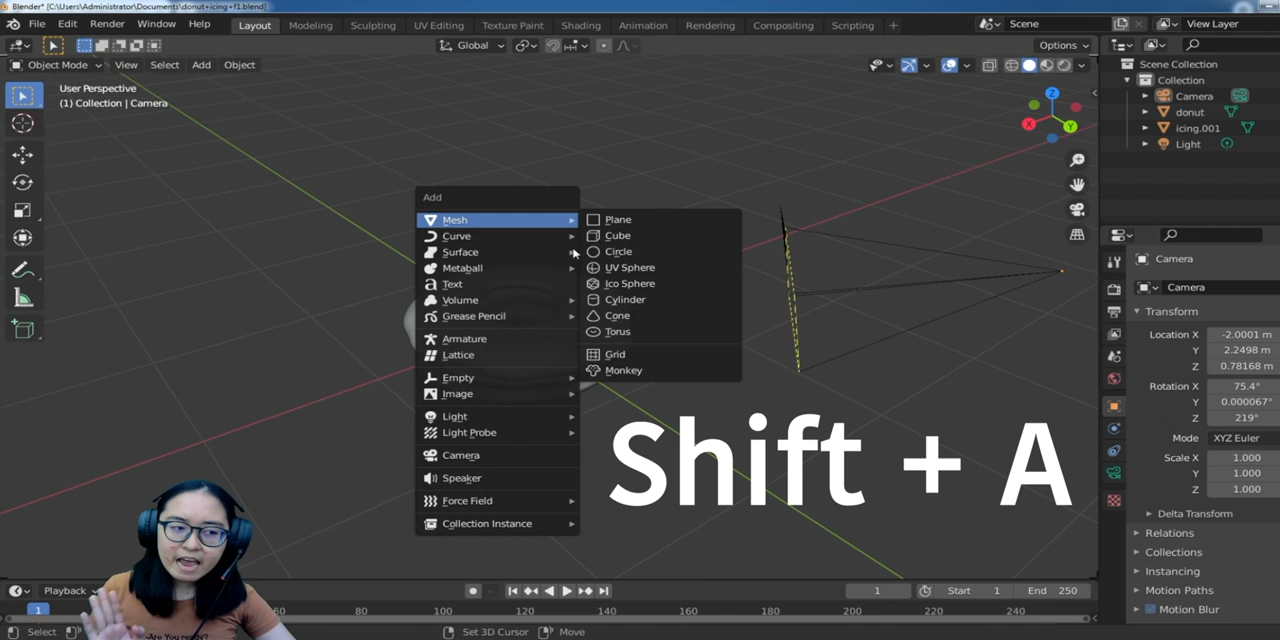 Blender* [C:\Users\Administrator\Documents\donut+icing+f1.blend]
File Edit Render Window Help Layout Modeling Sculpting UV Editing Texture Paint Shading Animation Rendering Compositing Scripting + Scene View Layer
Global Options
Object Mode View Select Add Object
Scene Collection
Collection
Camera
donut
icing.001
Light
User Perspective
(1) Collection | Camera
Z
X
Y
Add
Mesh
Curve
Surface
Metaball
Text
Volume
Grease Pencil
Armature
Lattice
Empty
Image
Light
Light Probe
Camera
Speaker
Force Field
Collection Instance
Plane
Cube
Circle
UV Sphere
Ico Sphere
Cylinder
Cone
Torus
Grid
Monkey
Shift + A
Camera
Camera
Transform
Location X -2.0001 m
Y 2.2498 m
Z 0.78168 m
Rotation X 75.4°
Y 0.000067°
Z 219°
Mode XYZ Euler
Scale X 1.000
Y 1.000
Z 1.000
Delta Transform
Relations
Collections
Instancing
Motion Paths
Motion Blur
Playback 1 Start 1 End 250
1 60 80 100 120 140 160 180 200 220 240
-Are You ready?
Select Set 3D Cursor Move